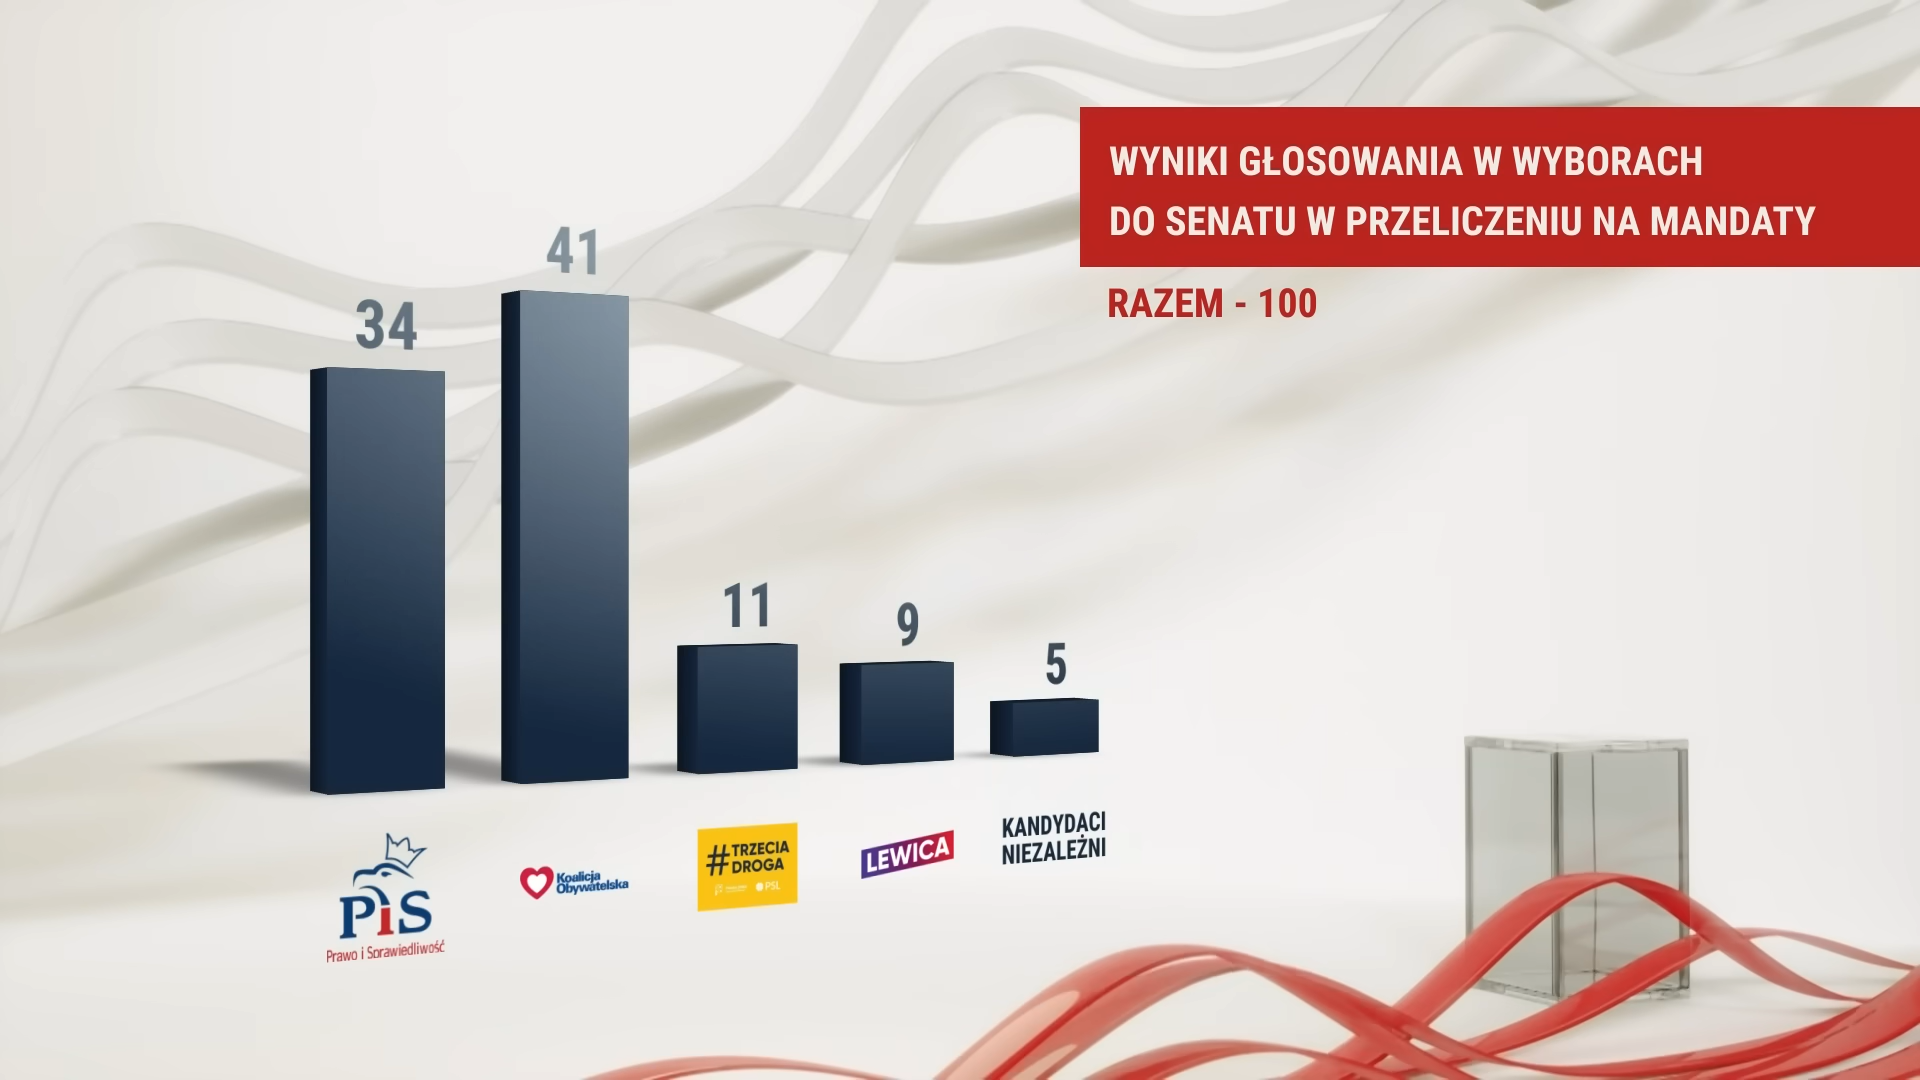 WYNIKI GŁOSOWANIA W WYBORACH
DO SENATU W PRZELICZENIU NA MANDATY
RAZEM - 100
34
41
11
9
5
PiS
Prawo i Sprawiedliwość
Koalicja
Obywatelska
#TRZECIA
DROGA
PSL
LEWICA
KANDYDACI
NIEZALEŻNI